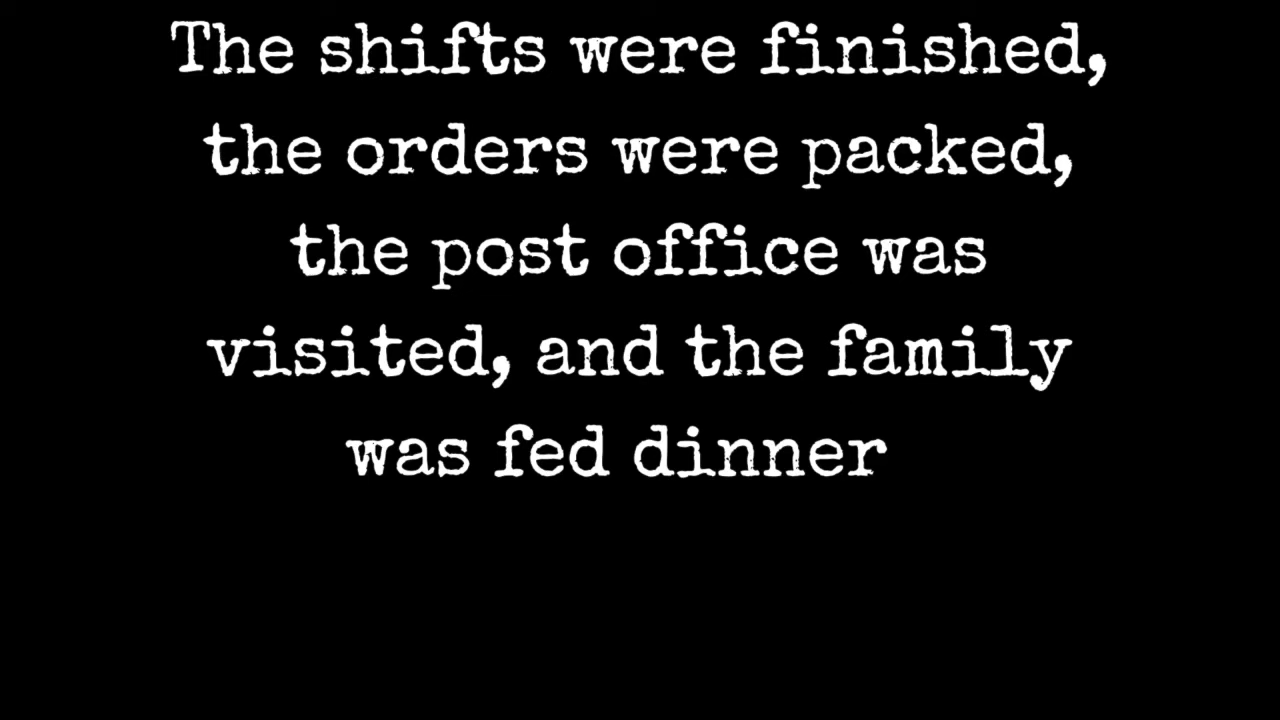 The shifts were finished,
the orders were packed,
the post office was
visited, and the family
was fed dinner